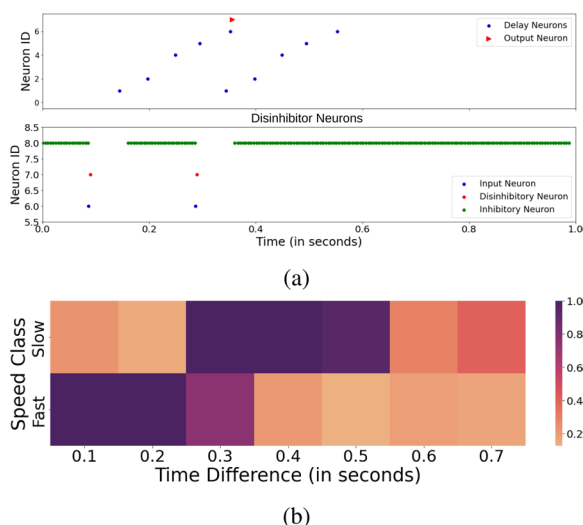 6
4
2
0
Neuron ID
Delay Neurons
Output Neuron
Disinhibitor Neurons
8.5
8.0
7.5
7.0
6.5
6.0
5.5
Neuron ID
Input Neuron
Disinhibitory Neuron
Inhibitory Neuron
0.0 0.2 0.4 0.6 0.8 1.0
Time (in seconds)
(a)
Speed Class
Slow
Fast
1.00
0.8
0.6
0.4
0.2
0.1 0.2 0.3 0.4 0.5 0.6 0.7
Time Difference (in seconds)
(b)